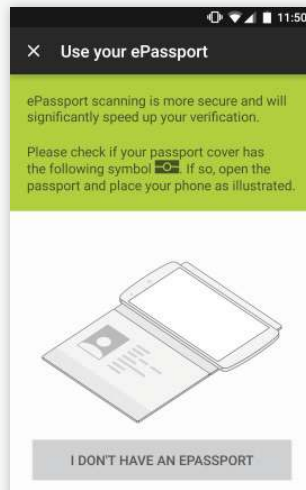 11:50
× Use your ePassport
ePassport scanning is more secure and will
significantly speed up your verification.
Please check if your passport cover has
the following symbol . If so, open the
passport and place your phone as illustrated.
I DON'T HAVE AN EPASSPORT